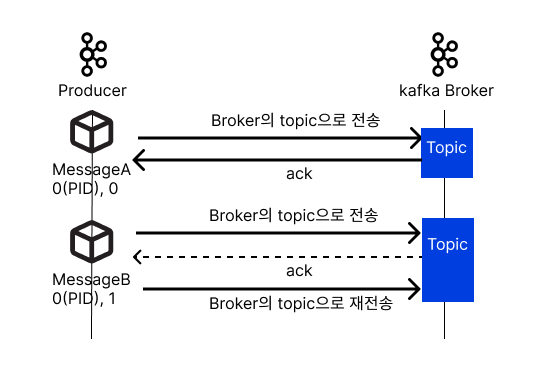 Producer
kafka Broker
Broker의 topic으로 전송
Topic
MessageA
0(PID), 0
ack
Broker의 topic으로 전송
Topic
MessageB
0(PID), 1
ack
Broker의 topic으로 재전송